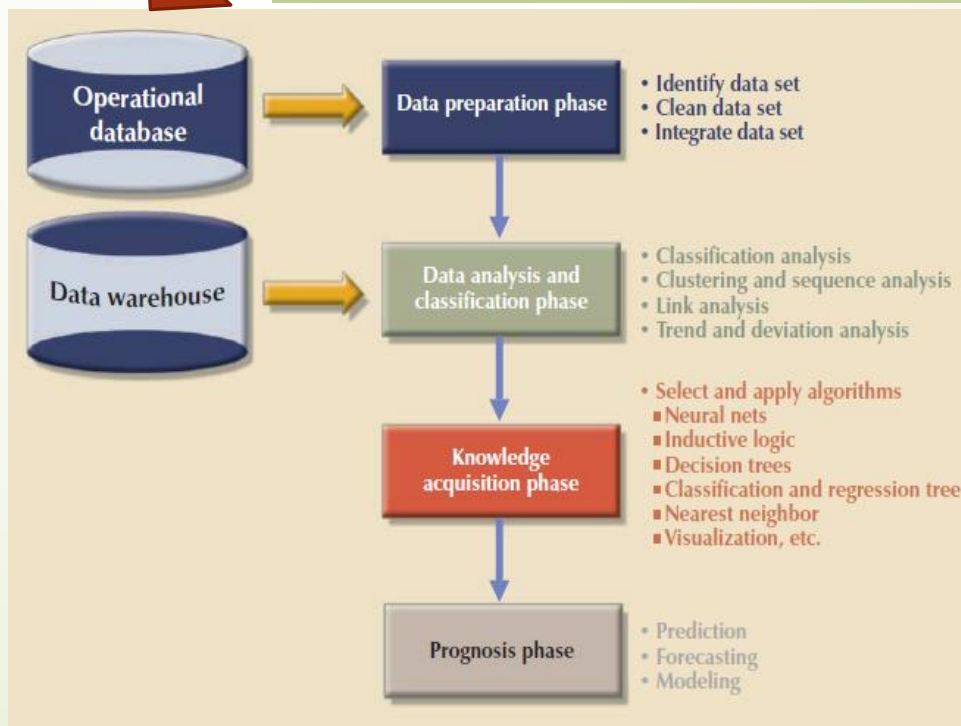 Operational
database
Data preparation phase
• Identify data set
• Clean data set
• Integrate data set
Data warehouse
Data analysis and
classification phase
• Classification analysis
• Clustering and sequence analysis
• Link analysis
• Trend and deviation analysis
Knowledge
acquisition phase
• Select and apply algorithms
▪ Neural nets
▪ Inductive logic
▪ Decision trees
▪ Classification and regression tree
▪ Nearest neighbor
▪ Visualization, etc.
Prognosis phase
• Prediction
• Forecasting
• Modeling